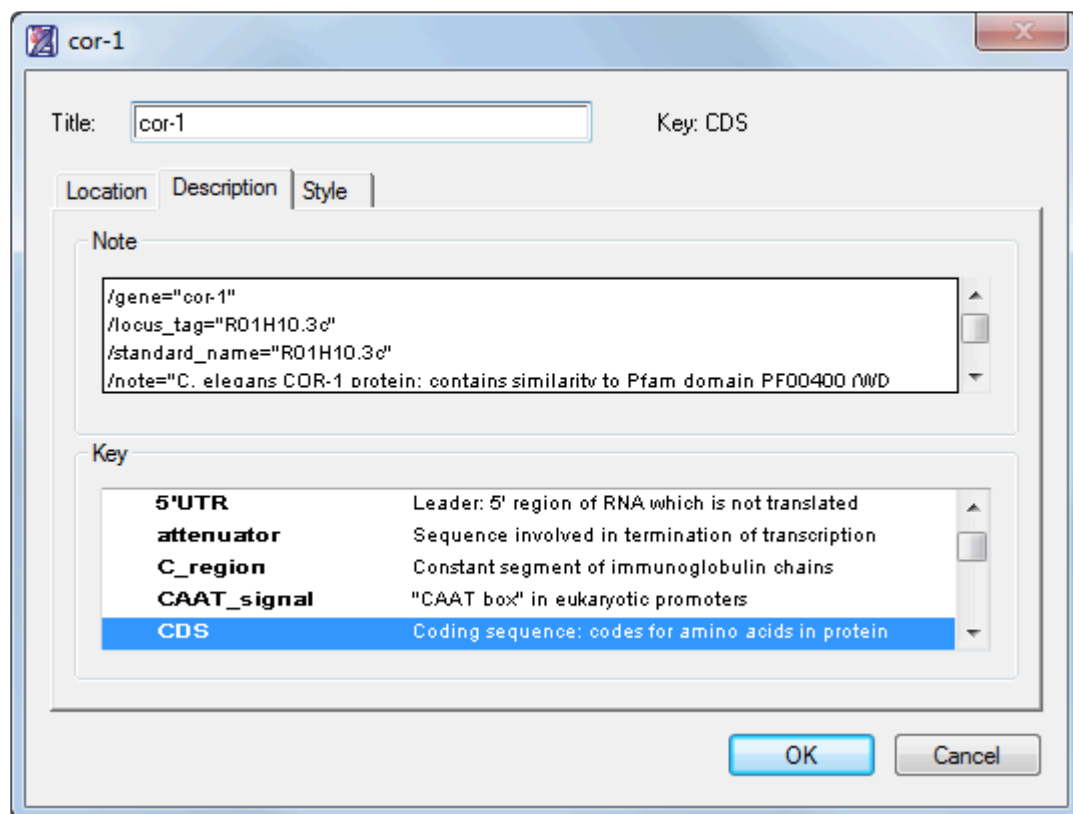 cor-1
Title: cor-1 Key: CDS
Location Description Style
Note
/gene="cor-1"
/locus_tag="R01H10.3c"
/standard_name="R01H10.3c"
/note="C. elegans COR-1 protein; contains similarity to Pfam domain PF00400 (WD
Key
5'UTR Leader: 5' region of RNA which is not translated
attenuator Sequence involved in termination of transcription
C_region Constant segment of immunoglobulin chains
CAAT_signal "CAAT box" in eukaryotic promoters
CDS Coding sequence: codes for amino acids in protein
OK Cancel